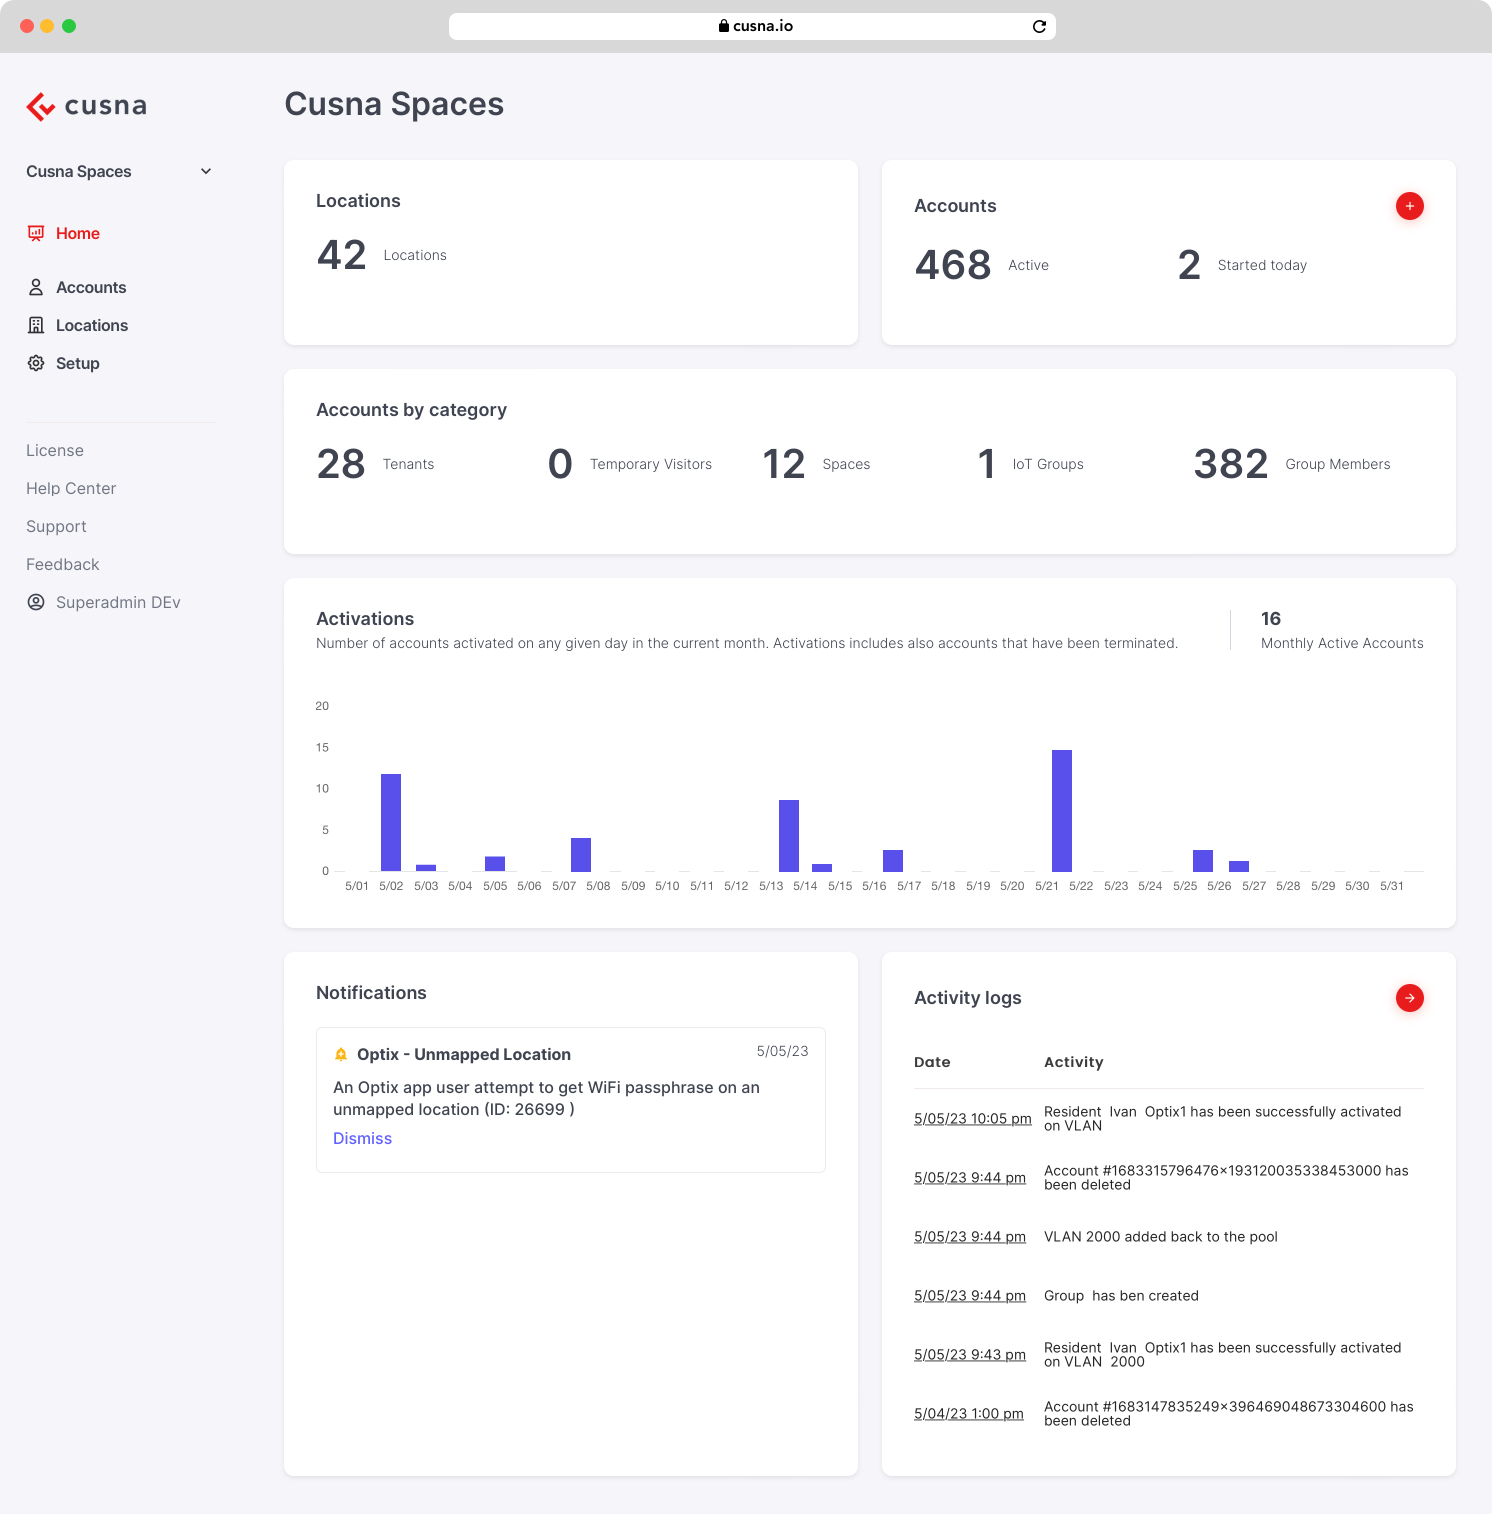 cusna.io
cusna
Cusna Spaces
Home
Accounts
Locations
Setup
License
Help Center
Support
Feedback
Superadmin DEv
Cusna Spaces
Locations
42 Locations
Accounts
468 Active 2 Started today
Accounts by category
28 Tenants 0 Temporary Visitors 12 Spaces 1 IoT Groups 382 Group Members
Activations
Number of accounts activated on any given day in the current month. Activations includes also accounts that have been terminated.
16
Monthly Active Accounts
20
15
10
5
0
5/01 5/02 5/03 5/04 5/05 5/06 5/07 5/08 5/09 5/10 5/11 5/12 5/13 5/14 5/15 5/16 5/17 5/18 5/19 5/20 5/21 5/22 5/23 5/24 5/25 5/26 5/27 5/28 5/29 5/30 5/31
Notifications
Optix - Unmapped Location 5/05/23
An Optix app user attempt to get WiFi passphrase on an
unmapped location (ID: 26699 )
Dismiss
Activity logs
Date Activity
5/05/23 10:05 pm Resident Ivan Optix1 has been successfully activated
on VLAN
5/05/23 9:44 pm Account #1683315796476×193120035338453000 has
been deleted
5/05/23 9:44 pm VLAN 2000 added back to the pool
5/05/23 9:44 pm Group has ben created
5/05/23 9:43 pm Resident Ivan Optix1 has been successfully activated
on VLAN 2000
5/04/23 1:00 pm Account #1683147835249×396469048673304600 has
been deleted